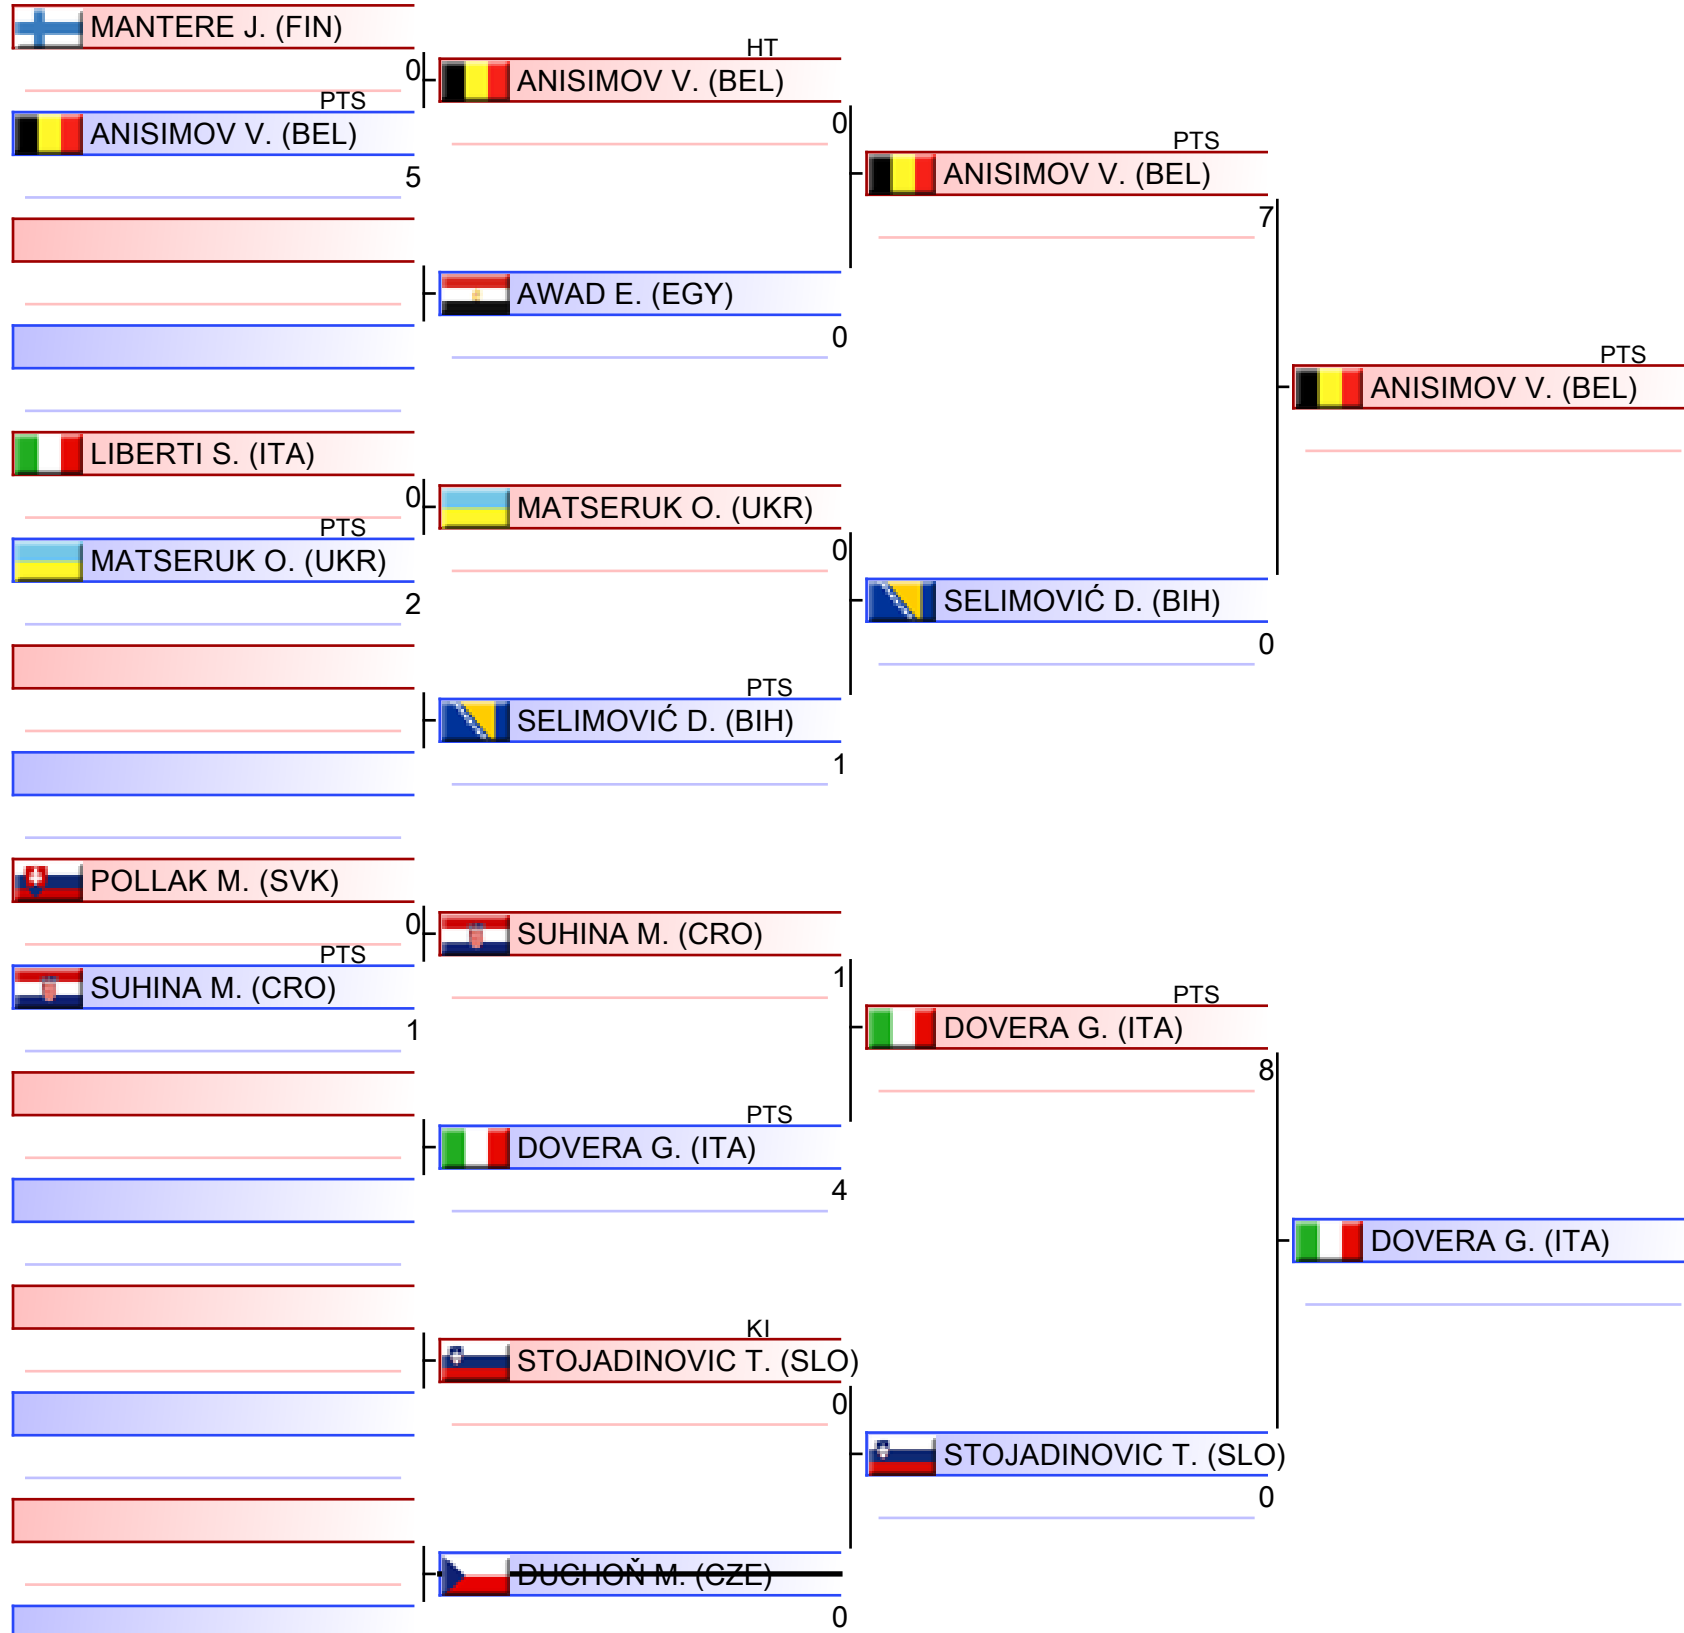 MANTERE J. (FIN)
0
PTS
ANISIMOV V. (BEL)
5
LIBERTI S. (ITA)
0
PTS
MATSERUK O. (UKR)
2
POLLAK M. (SVK)
0
PTS
SUHINA M. (CRO)
1
HT
ANISIMOV V. (BEL)
0
AWAD E. (EGY)
0
MATSERUK O. (UKR)
0
PTS
SELIMOVIĆ D. (BIH)
1
SUHINA M. (CRO)
1
PTS
DOVERA G. (ITA)
4
KI
STOJADINOVIC T. (SLO)
0
DUCHOŇ M. (CZE)
0
PTS
ANISIMOV V. (BEL)
7
SELIMOVIĆ D. (BIH)
0
PTS
DOVERA G. (ITA)
8
STOJADINOVIC T. (SLO)
0
PTS
ANISIMOV V. (BEL)
DOVERA G. (ITA)